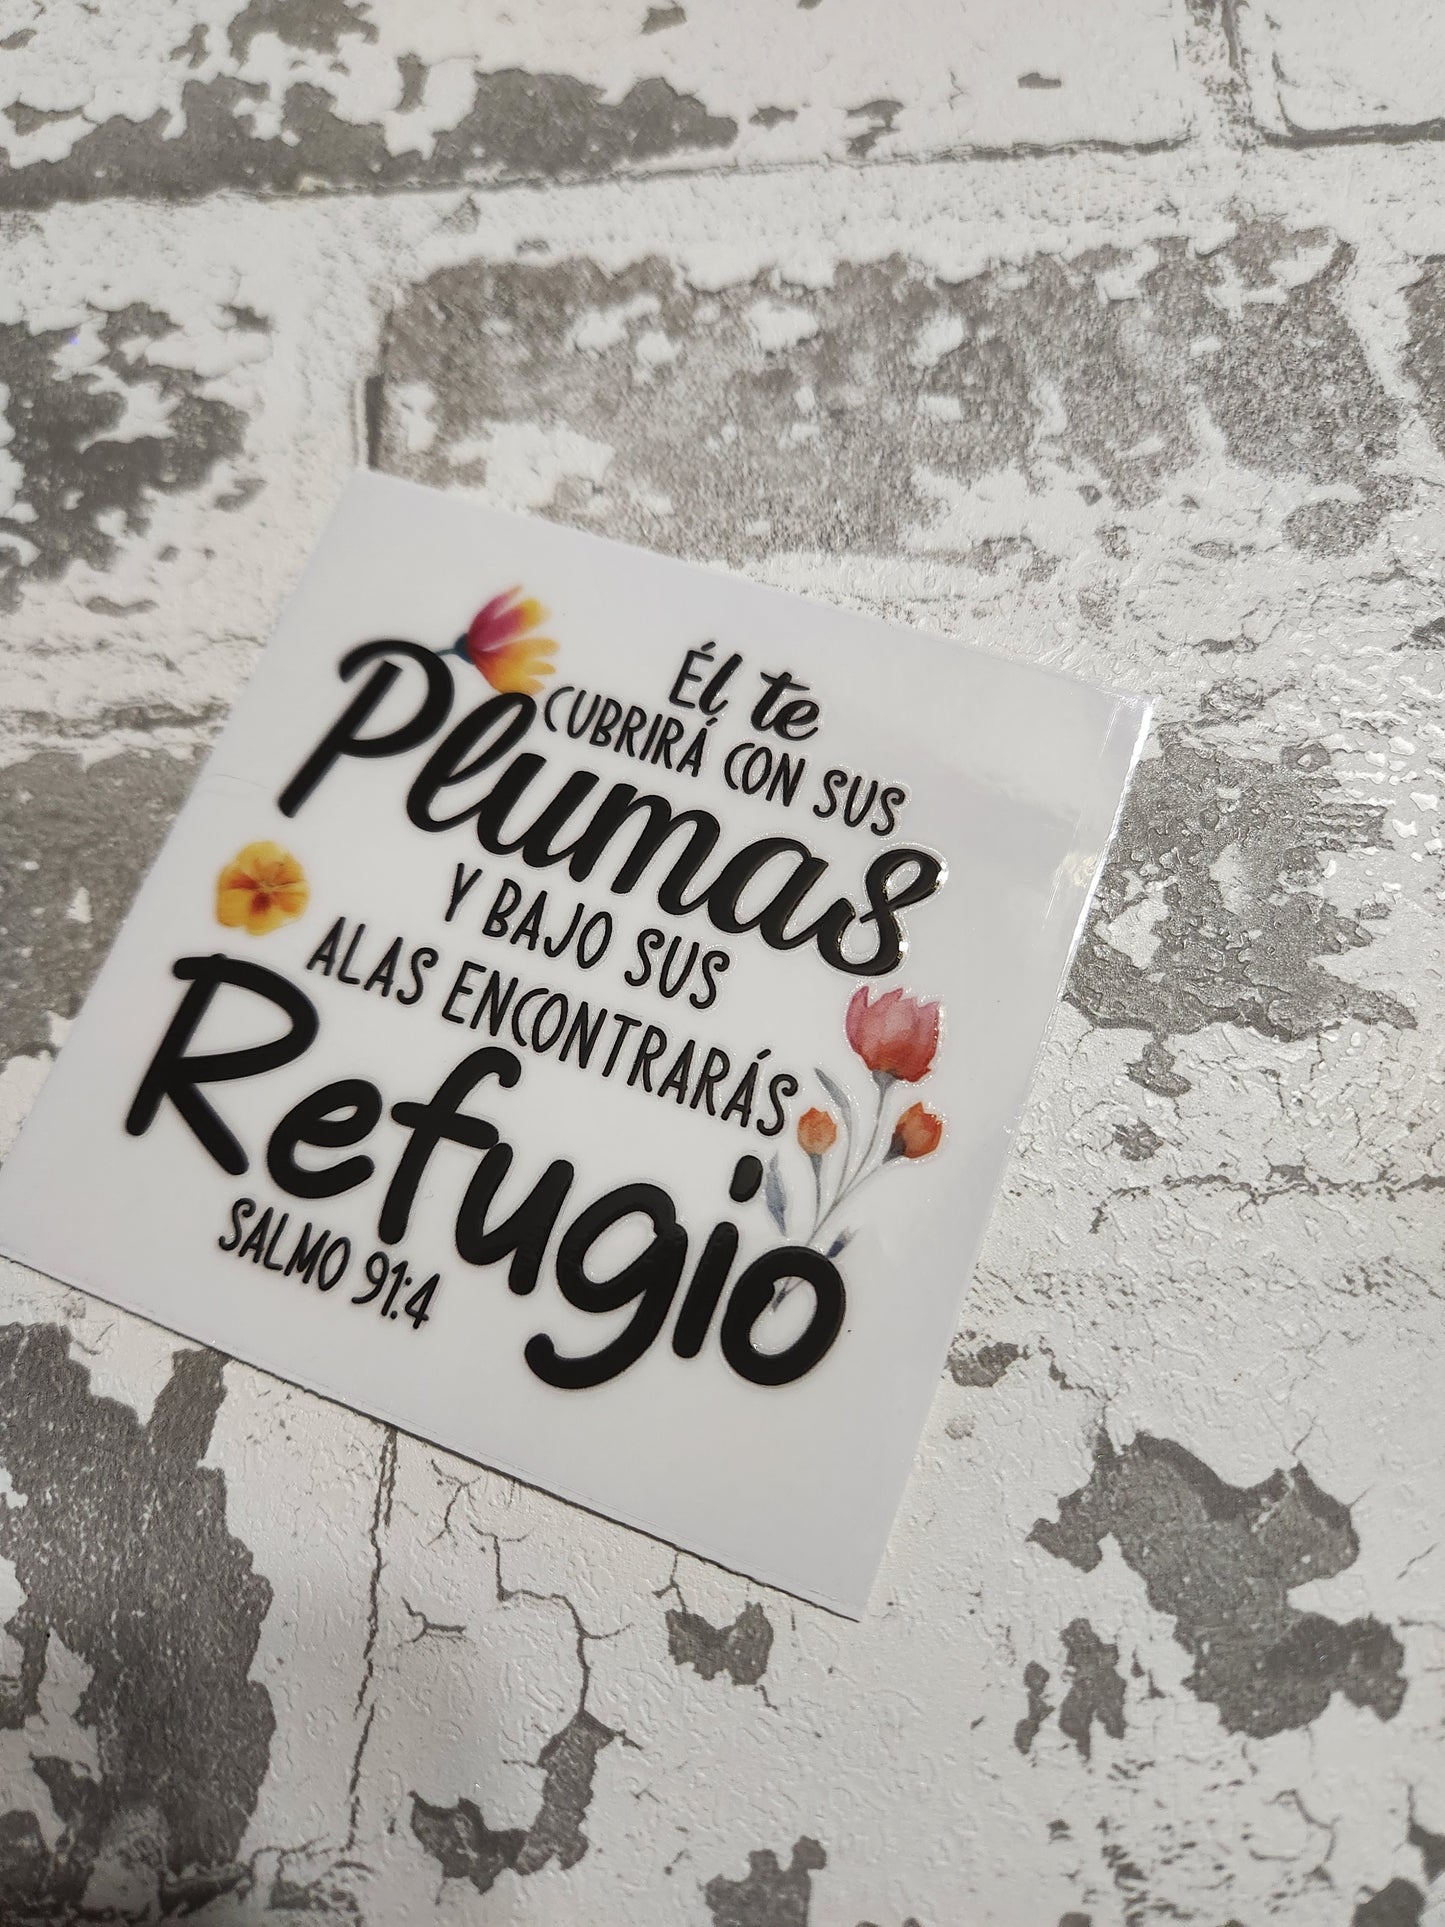 Él te
CUBRIRÁ CON SUS
Plumas
Y BAJO SUS
ALAS ENCONTRARÁS
Refugio
SALMO 91:4